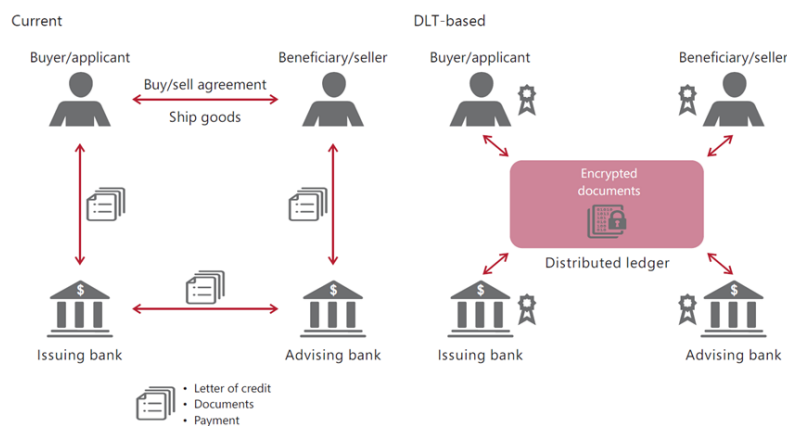 Current
Buyer/applicant
Beneficiary/seller
Buy/sell agreement
Ship goods
$
$
Issuing bank
Advising bank
• Letter of credit
• Documents
• Payment
DLT-based
Buyer/applicant
Beneficiary/seller
Encrypted
documents
Distributed ledger
$
$
Issuing bank
Advising bank